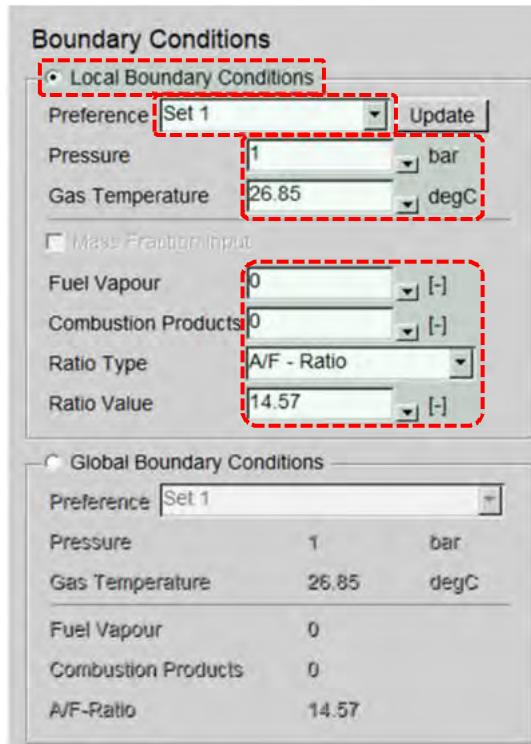 Boundary Conditions
Local Boundary Conditions
Preference Set 1 Update
Pressure 1 bar
Gas Temperature 26.85 degC
Mass Fraction Input
Fuel Vapour 0 [-]
Combustion Products 0 [-]
Ratio Type A/F - Ratio
Ratio Value 14.57 [-]
Global Boundary Conditions
Preference Set 1
Pressure 1 bar
Gas Temperature 26.85 degC
Fuel Vapour 0
Combustion Products 0
A/F-Ratio 14.57